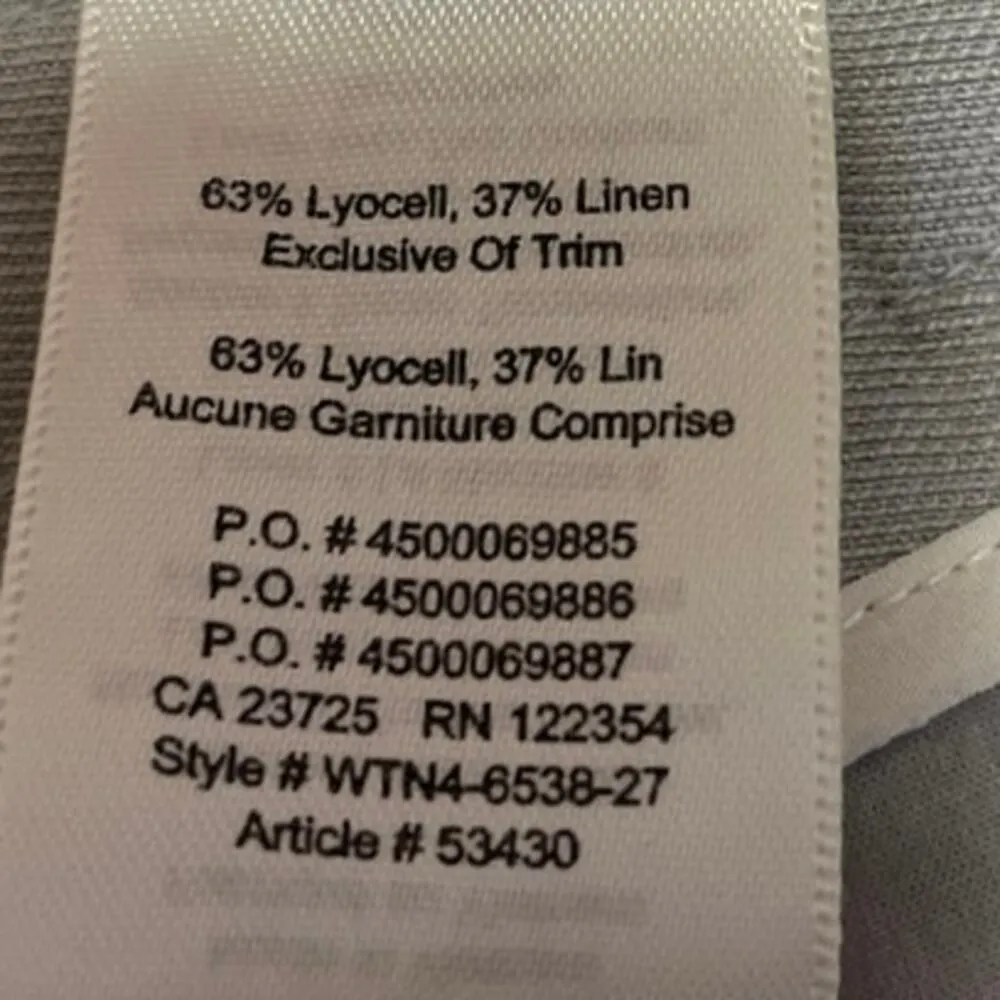 63% Lyocell, 37% Linen
Exclusive Of Trim
63% Lyocell, 37% Lin
Aucune Garniture Comprise
P.O. # 4500069885
P.O. # 4500069886
P.O. # 4500069887
CA 23725 RN 122354
Style # WTN4-6538-27
Article # 53430